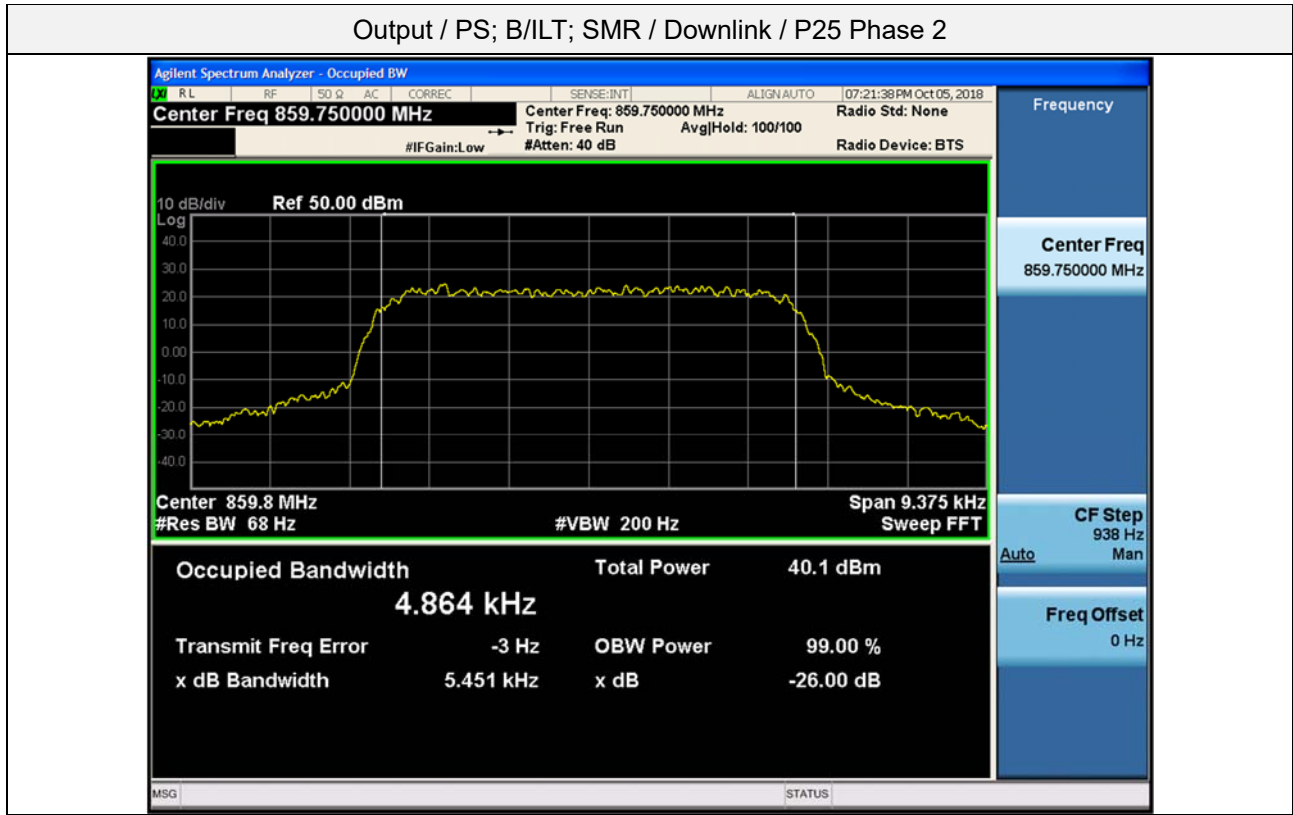 Output / PS; B/ILT; SMR / Downlink / P25 Phase 2
Agilent Spectrum Analyzer - Occupied BW
LXI RL RF 50 Ω AC CORREC SENSE:INT ALIGN AUTO 07:21:38 PM Oct 05, 2018
Center Freq 859.750000 MHz
Center Freq: 859.750000 MHz
Radio Std: None
Trig: Free Run Avg|Hold: 100/100
#IFGain:Low
#Atten: 40 dB
Radio Device: BTS
Frequency
10 dB/div Ref 50.00 dBm
Log
40.0
30.0
20.0
10.0
0.00
-10.0
-20.0
-30.0
-40.0
Center 859.8 MHz Span 9.375 kHz
#Res BW 68 Hz #VBW 200 Hz Sweep FFT
Center Freq
859.750000 MHz
CF Step
938 Hz
Auto Man
Freq Offset
0 Hz
Occupied Bandwidth Total Power 40.1 dBm
4.864 kHz
Transmit Freq Error -3 Hz OBW Power 99.00 %
x dB Bandwidth 5.451 kHz x dB -26.00 dB
MSG STATUS